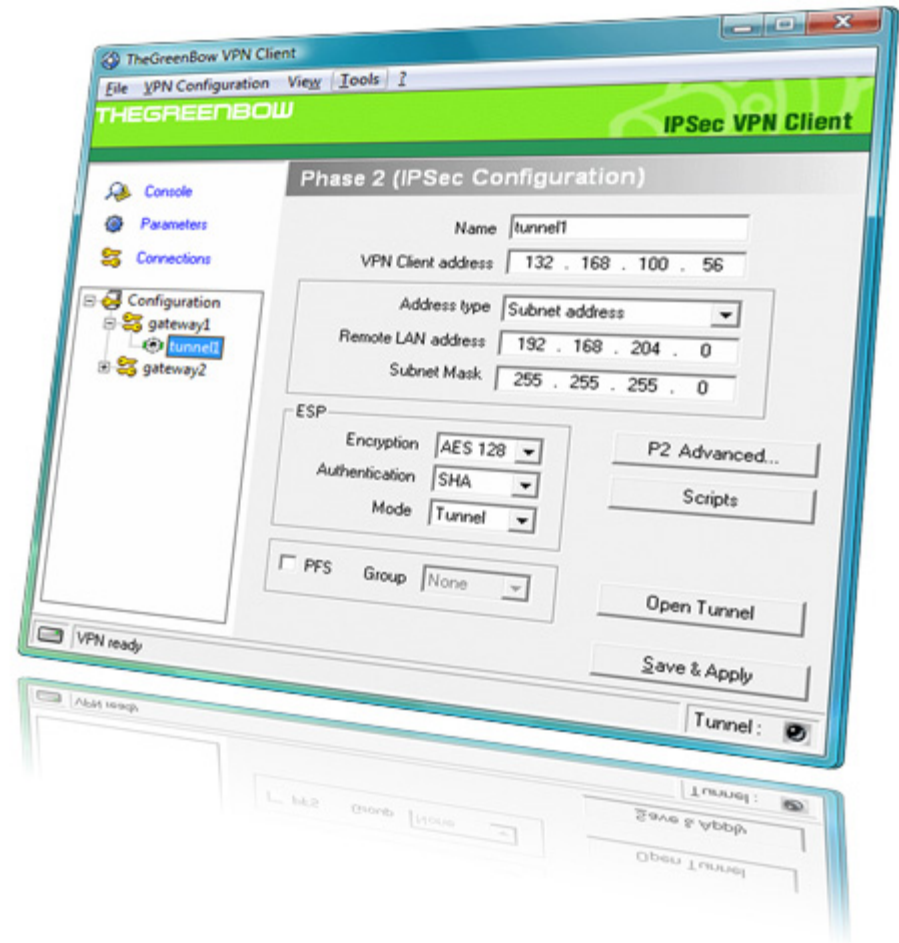 TheGreenBow VPN Client
File VPN Configuration View Tools ?
THEGREENBOW
IPSec VPN Client
Console
Parameters
Connections
Configuration
gateway1
tunnel1
gateway2
Phase 2 (IPSec Configuration)
Name tunnel1
VPN Client address 132 . 168 . 100 . 56
Address type Subnet address
Remote LAN address 192 . 168 . 204 . 0
Subnet Mask 255 . 255 . 255 . 0
ESP
Encryption AES 128
Authentication SHA
Mode Tunnel
P2 Advanced...
Scripts
PFS Group None
Open Tunnel
Save & Apply
VPN ready
Tunnel :